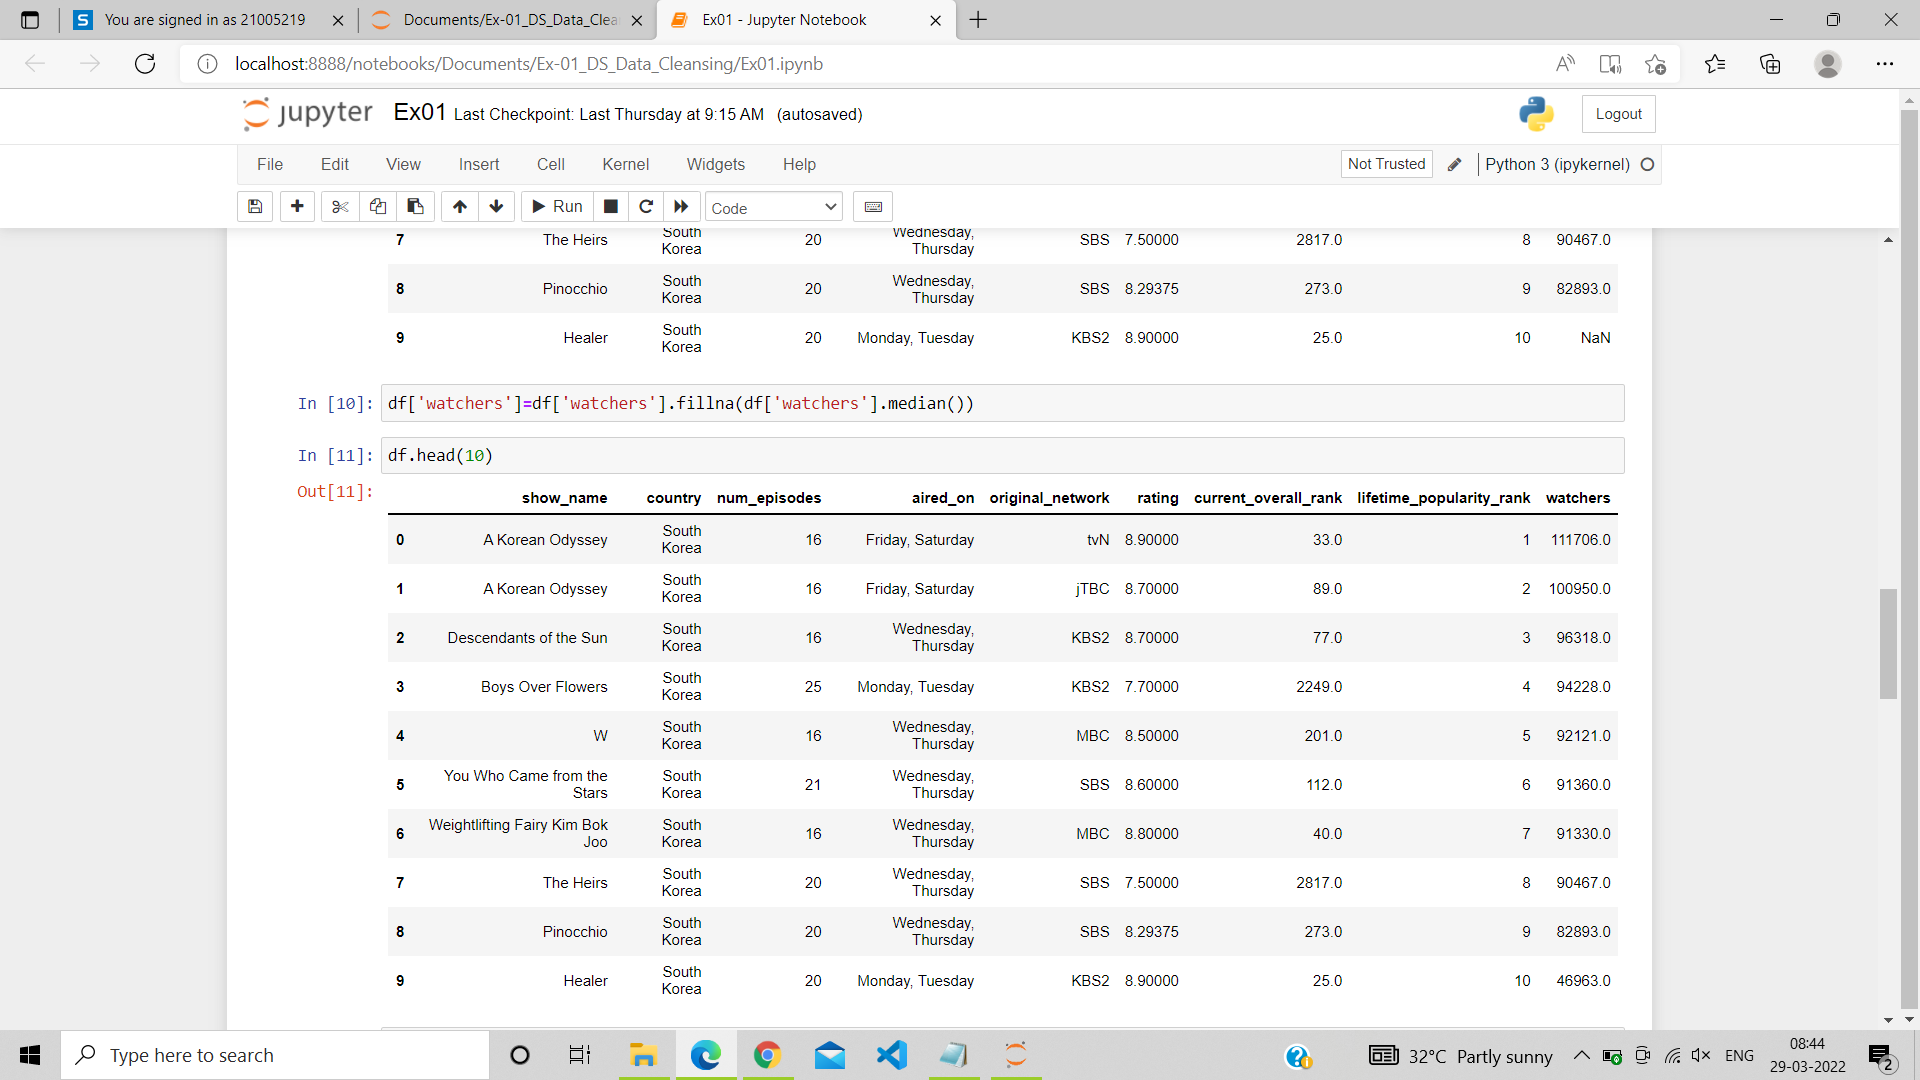 You are signed in as 21005219
Documents/Ex-01_DS_Data_Clea
Ex01 - Jupyter Notebook
localhost:8888/notebooks/Documents/Ex-01_DS_Data_Cleansing/Ex01.ipynb
jupyter Ex01 Last Checkpoint: Last Thursday at 9:15 AM (autosaved)
Logout
File Edit View Insert Cell Kernel Widgets Help
Not Trusted
Python 3 (ipykernel)
Run
Code
7 The Heirs South Korea 20 Wednesday, Thursday SBS 7.50000 2817.0 8 90467.0
8 Pinocchio South Korea 20 Wednesday, Thursday SBS 8.29375 273.0 9 82893.0
9 Healer South Korea 20 Monday, Tuesday KBS2 8.90000 25.0 10 NaN
In [10]: df['watchers']=df['watchers'].fillna(df['watchers'].median())
In [11]: df.head(10)
Out[11]:
show_name country num_episodes aired_on original_network rating current_overall_rank lifetime_popularity_rank watchers
0 A Korean Odyssey South Korea 16 Friday, Saturday tvN 8.90000 33.0 1 111706.0
1 A Korean Odyssey South Korea 16 Friday, Saturday jTBC 8.70000 89.0 2 100950.0
2 Descendants of the Sun South Korea 16 Wednesday, Thursday KBS2 8.70000 77.0 3 96318.0
3 Boys Over Flowers South Korea 25 Monday, Tuesday KBS2 7.70000 2249.0 4 94228.0
4 W South Korea 16 Wednesday, Thursday MBC 8.50000 201.0 5 92121.0
5 You Who Came from the Stars South Korea 21 Wednesday, Thursday SBS 8.60000 112.0 6 91360.0
6 Weightlifting Fairy Kim Bok Joo South Korea 16 Wednesday, Thursday MBC 8.80000 40.0 7 91330.0
7 The Heirs South Korea 20 Wednesday, Thursday SBS 7.50000 2817.0 8 90467.0
8 Pinocchio South Korea 20 Wednesday, Thursday SBS 8.29375 273.0 9 82893.0
9 Healer South Korea 20 Monday, Tuesday KBS2 8.90000 25.0 10 46963.0
Type here to search
32°C Partly sunny
ENG
08:44
29-03-2022
2